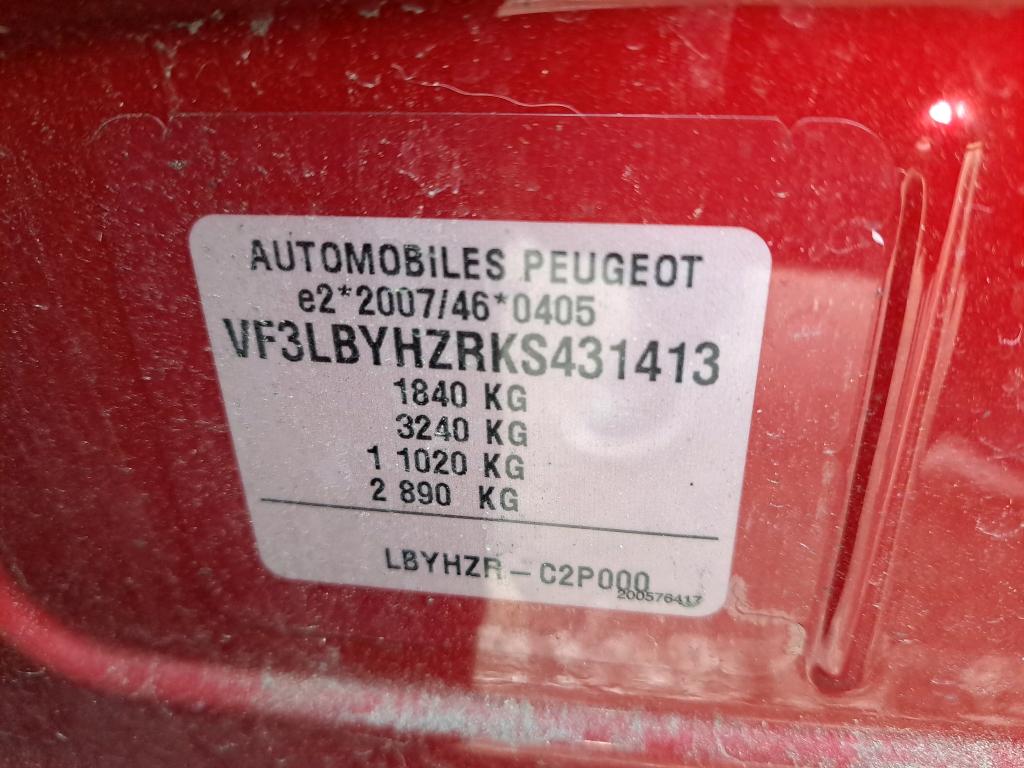 AUTOMOBiLES PEUGEOT
e2*2007/46*0405
VF3LBYHZRKS431413
1840 KG
3240 KG
1 1020 KG
2 890 KG
LBYHZR - C2P000
200576417